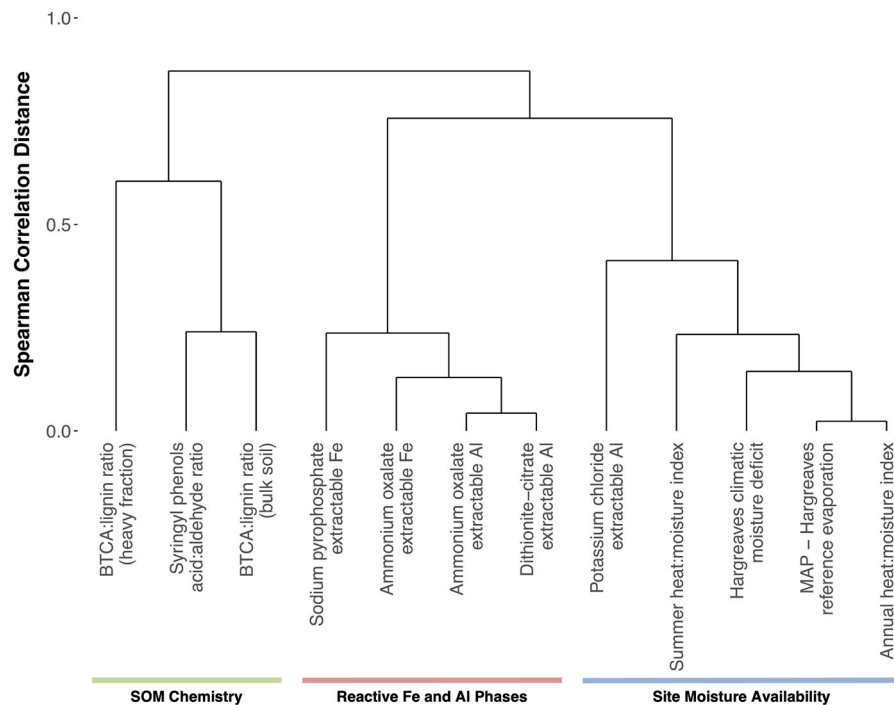 1.0
0.5
0.0
Spearman Correlation Distance
BTCA:lignin ratio
(heavy fraction)
Syringyl phenols
acid:aldehyde ratio
BTCA:lignin ratio
(bulk soil)
Sodium pyrophosphate
extractable Fe
Ammonium oxalate
extractable Fe
Ammonium oxalate
extractable Al
Dithionite−citrate
extractable Al
Potassium chloride
extractable Al
Summer heat:moisture index
Hargreaves climatic
moisture deficit
MAP − Hargreaves
reference evaporation
Annual heat:moisture index
SOM Chemistry
Reactive Fe and Al Phases
Site Moisture Availability